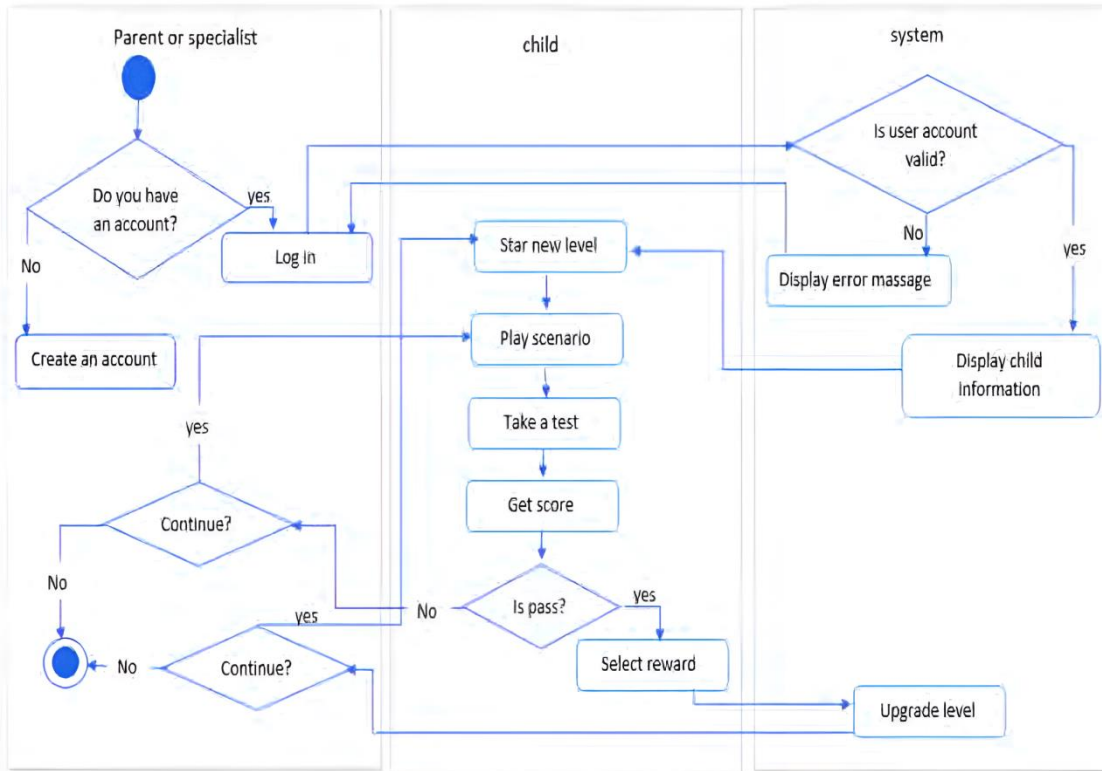 Parent or specialist
child
system
Do you have
an account?
yes
No
Log in
Create an account
Is user account
valid?
No
yes
Display error massage
Display child
Information
Star new level
Play scenario
Take a test
Get score
Is pass?
No
yes
Select reward
Upgrade level
yes
Continue?
No
yes
Continue?
No